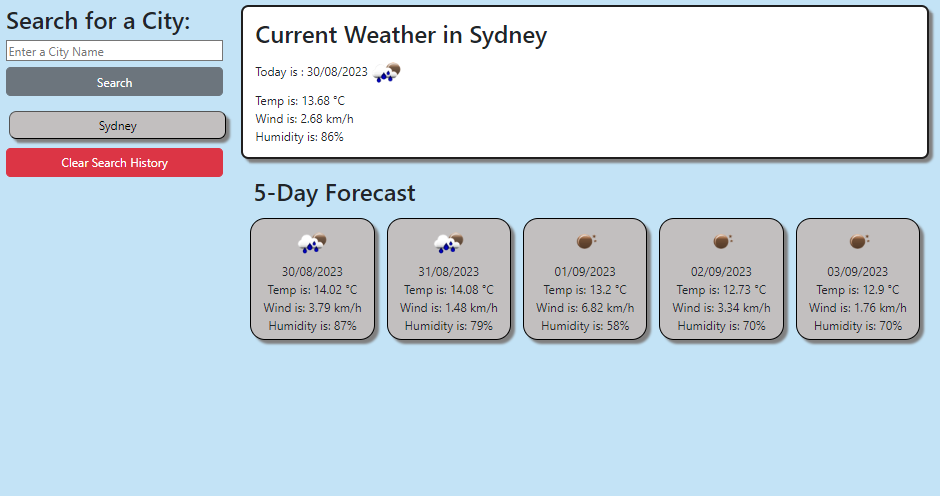 Search for a City:
Enter a City Name
Search
Sydney
Clear Search History
Current Weather in Sydney
Today is : 30/08/2023
Temp is: 13.68 °C
Wind is: 2.68 km/h
Humidity is: 86%
5-Day Forecast
30/08/2023
Temp is: 14.02 °C
Wind is: 3.79 km/h
Humidity is: 87%
31/08/2023
Temp is: 14.08 °C
Wind is: 1.48 km/h
Humidity is: 79%
01/09/2023
Temp is: 13.2 °C
Wind is: 6.82 km/h
Humidity is: 58%
02/09/2023
Temp is: 12.73 °C
Wind is: 3.34 km/h
Humidity is: 70%
03/09/2023
Temp is: 12.9 °C
Wind is: 1.76 km/h
Humidity is: 70%